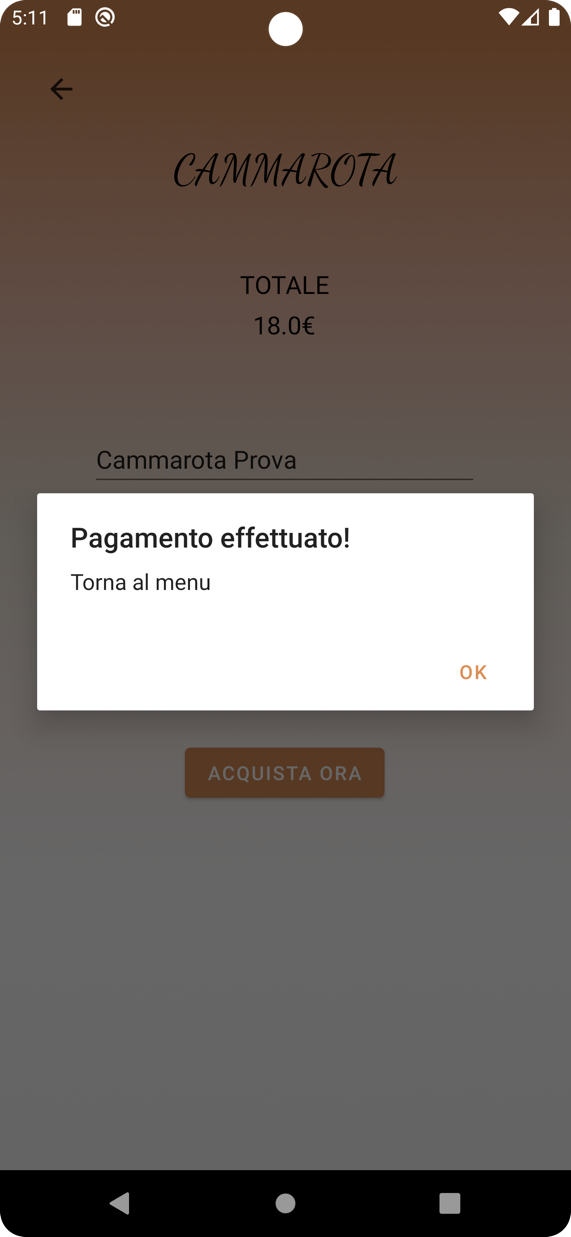 5:11
CAMMAROTA
TOTALE
18.0€
Cammarota Prova
Pagamento effettuato!
Torna al menu
OK
ACQUISTA ORA